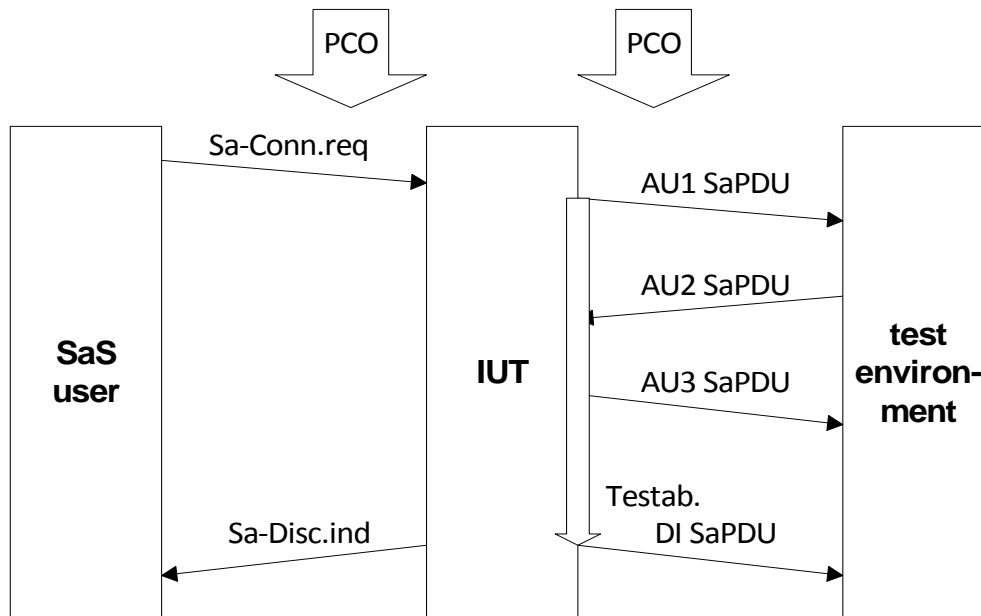 PCO
PCO
Sa-Conn.req
AU1 SaPDU
AU2 SaPDU
SaS
user
IUT
test
environ-
ment
AU3 SaPDU
Testab.
Sa-Disc.ind
DI SaPDU